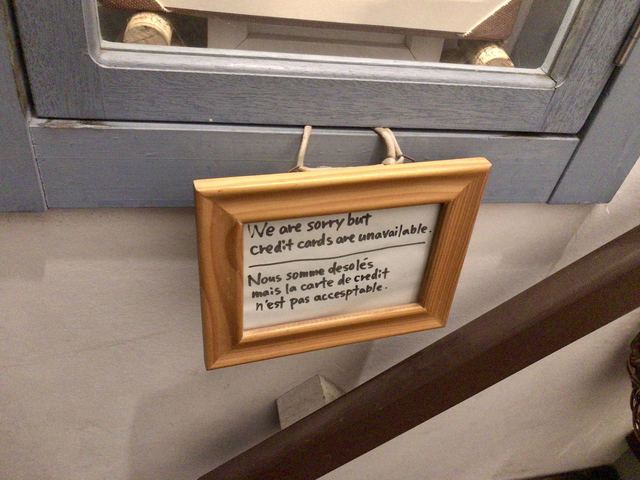 We are sorry but
credit cards are unavailable.
Nous somme desolés
mais la carte de credit
n'est pas accesptable.